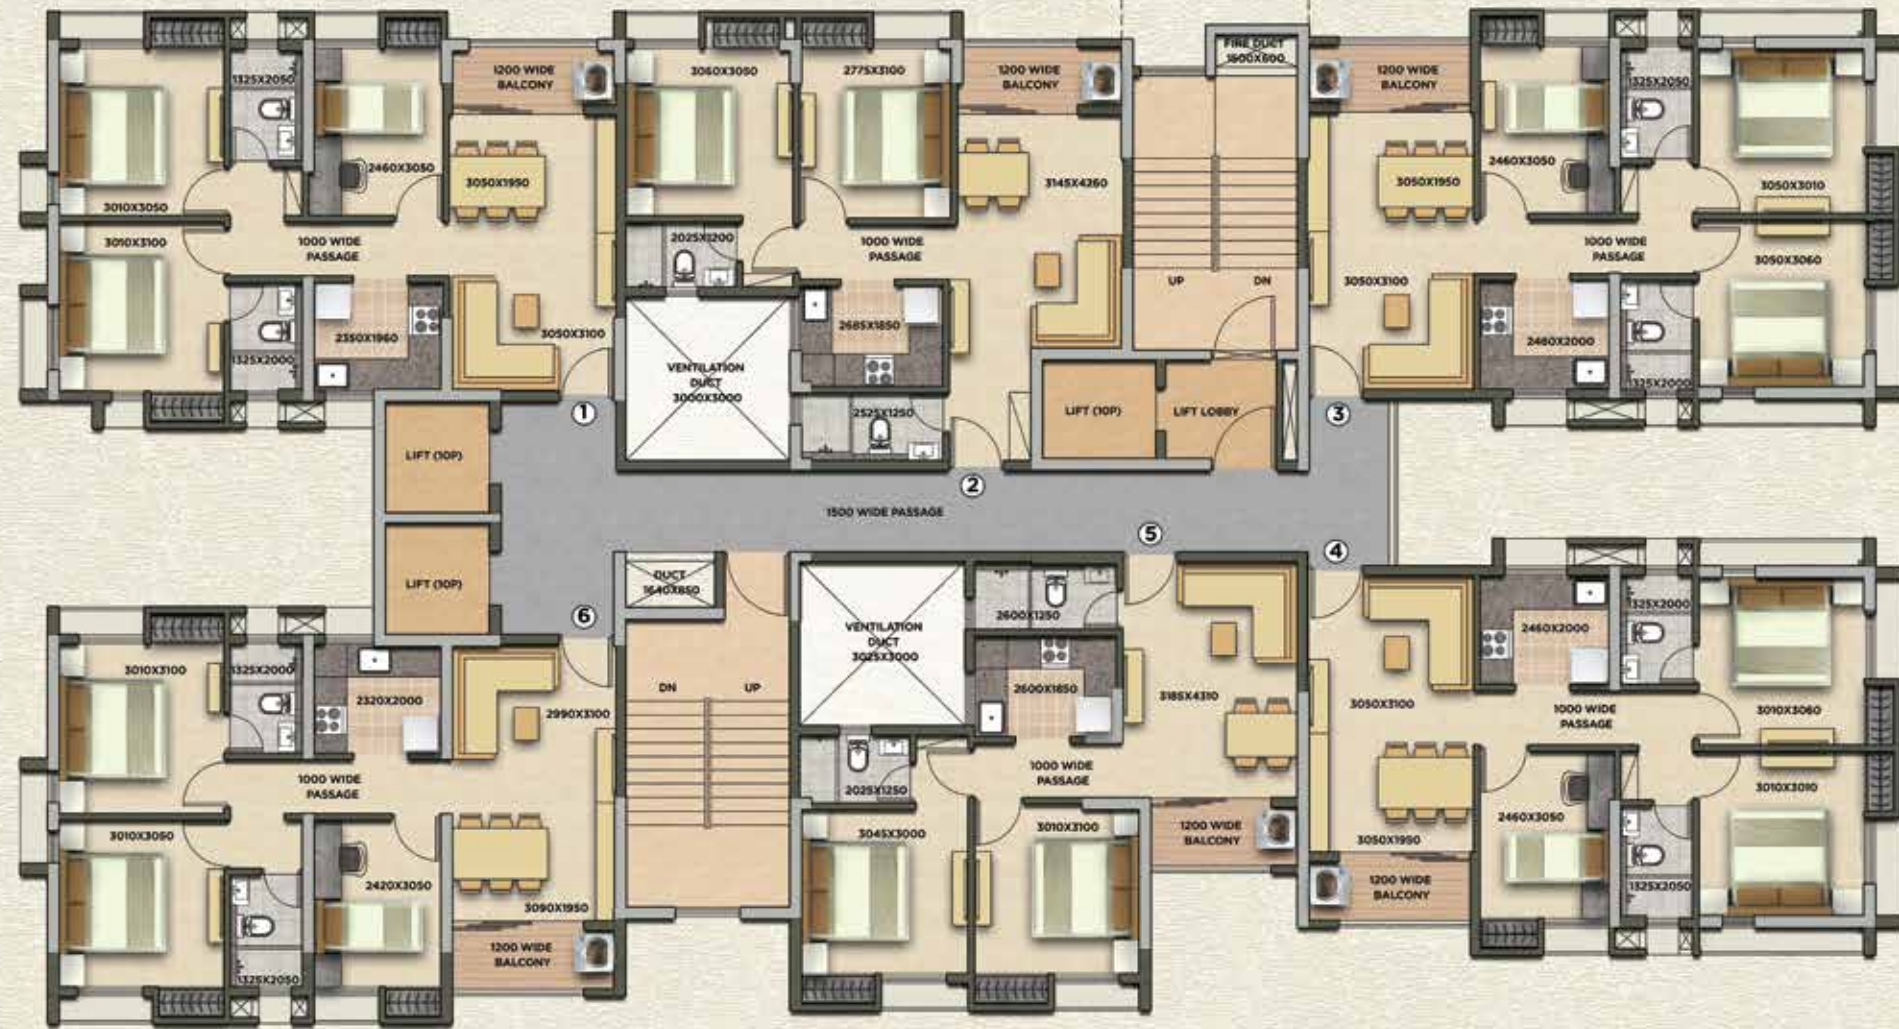 FIRE DUCT
1500X600
1325X2050
1200 WIDE
BALCONY
3060X3050
2775X3100
1200 WIDE
BALCONY
1200 WIDE
BALCONY
1325X2050
2460X3050
3050X1950
3145X4260
3050X1950
2460X3050
3050X3010
3010X3050
3010X3100
1000 WIDE
PASSAGE
2025X1200
1000 WIDE
PASSAGE
1000 WIDE
PASSAGE
3050X3060
UP
DN
3050X3100
2350X1960
3050X3100
2685X1850
2460X2000
1325X2000
VENTILATION
DUCT
3000X3000
1325X2000
1
2525X1250
LIFT (10P)
LIFT LOBBY
3
LIFT (10P)
2
1500 WIDE PASSAGE
5
4
LIFT (10P)
DUCT
1640X850
6
2600X1250
1325X2000
2460X2000
VENTILATION
DUCT
3025X3000
3010X3100
1325X2000
2320X2000
DN
UP
2600X1850
3185X4310
2990X3100
3050X3100
1000 WIDE
PASSAGE
3010X3060
1000 WIDE
PASSAGE
1000 WIDE
PASSAGE
2025X1250
3010X3010
3010X3050
3045X3000
3010X3100
1200 WIDE
BALCONY
3050X1950
2460X3050
2420X3050
3090X1950
1200 WIDE
BALCONY
1325X2050
1200 WIDE
BALCONY
1325X2050